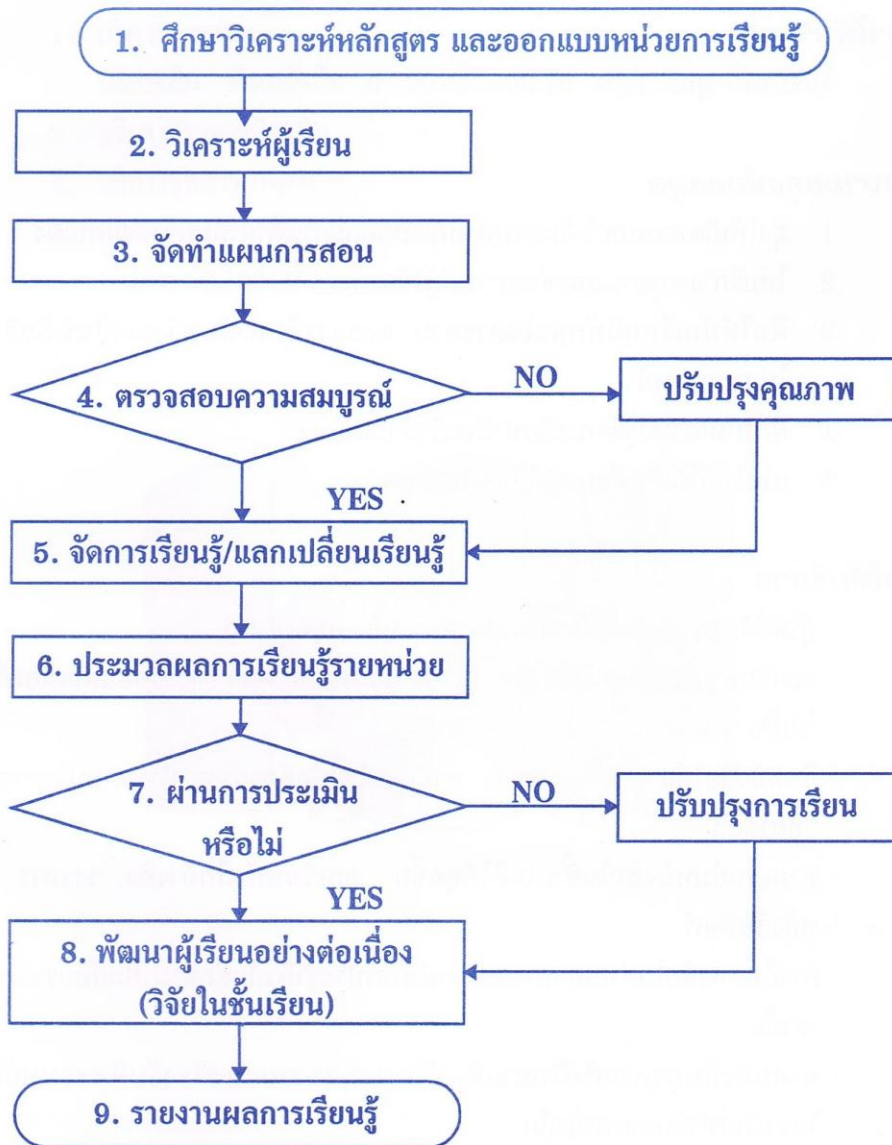 1. ศึกษาวิเคราะห์หลักสูตร และออกแบบหน่วยการเรียนรู้
2. วิเคราะห์ผู้เรียน
3. จัดทำแผนการสอน
4. ตรวจสอบความสมบูรณ์
NO
ปรับปรุงคุณภาพ
YES
5. จัดการเรียนรู้/แลกเปลี่ยนเรียนรู้
6. ประมวลผลการเรียนรู้รายหน่วย
7. ผ่านการประเมิน
หรือไม่
NO
ปรับปรุงการเรียน
YES
8. พัฒนาผู้เรียนอย่างต่อเนื่อง
(วิจัยในชั้นเรียน)
9. รายงานผลการเรียนรู้